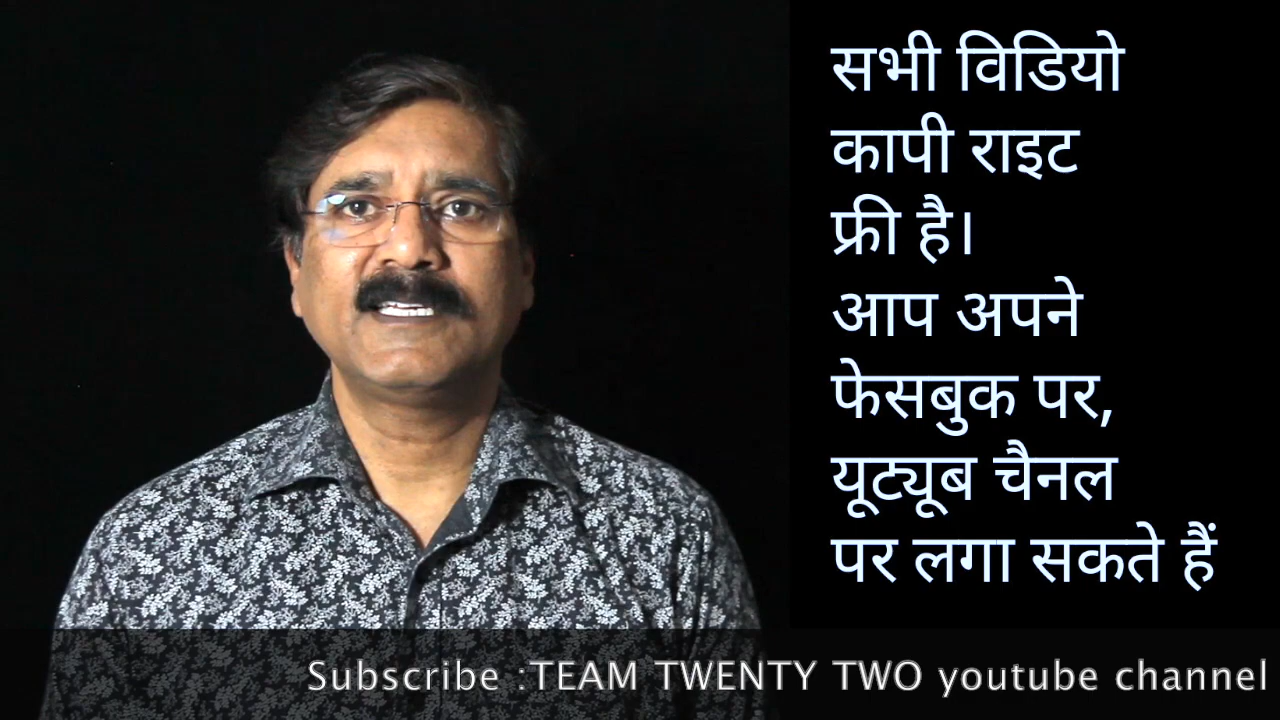 सभी विडियो
कापी राइट
फ्री है।
आप अपने
फेसबुक पर,
यूट्यूब चैनल
पर लगा सकते हैं
Subscribe :TEAM TWENTY TWO youtube channel